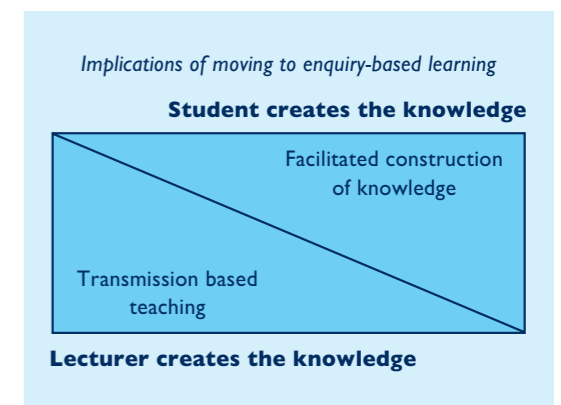 Implications of moving to enquiry-based learning
Student creates the knowledge
Facilitated construction
of knowledge
Transmission based
teaching
Lecturer creates the knowledge